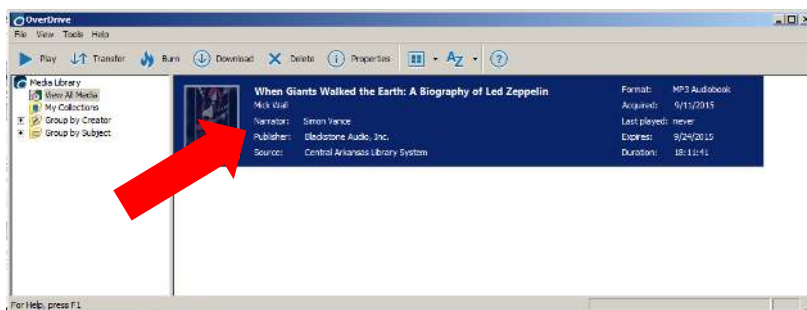 OverDrive
File View Tools Help
Play Transfer Burn Download Delete Properties AZ
Media Library
View All Media
My Collections
Group by Creator
Group by Subject
When Giants Walked the Earth: A Biography of Led Zeppelin
Mick Wall
Narrator: Simon Vance
Publisher: Blackstone Audio, Inc.
Source: Central Arkansas Library System
Format: MP3 Audiobook
Acquired: 9/11/2015
Last played: never
Expires: 9/24/2015
Duration: 18:11:41
For Help, press F1